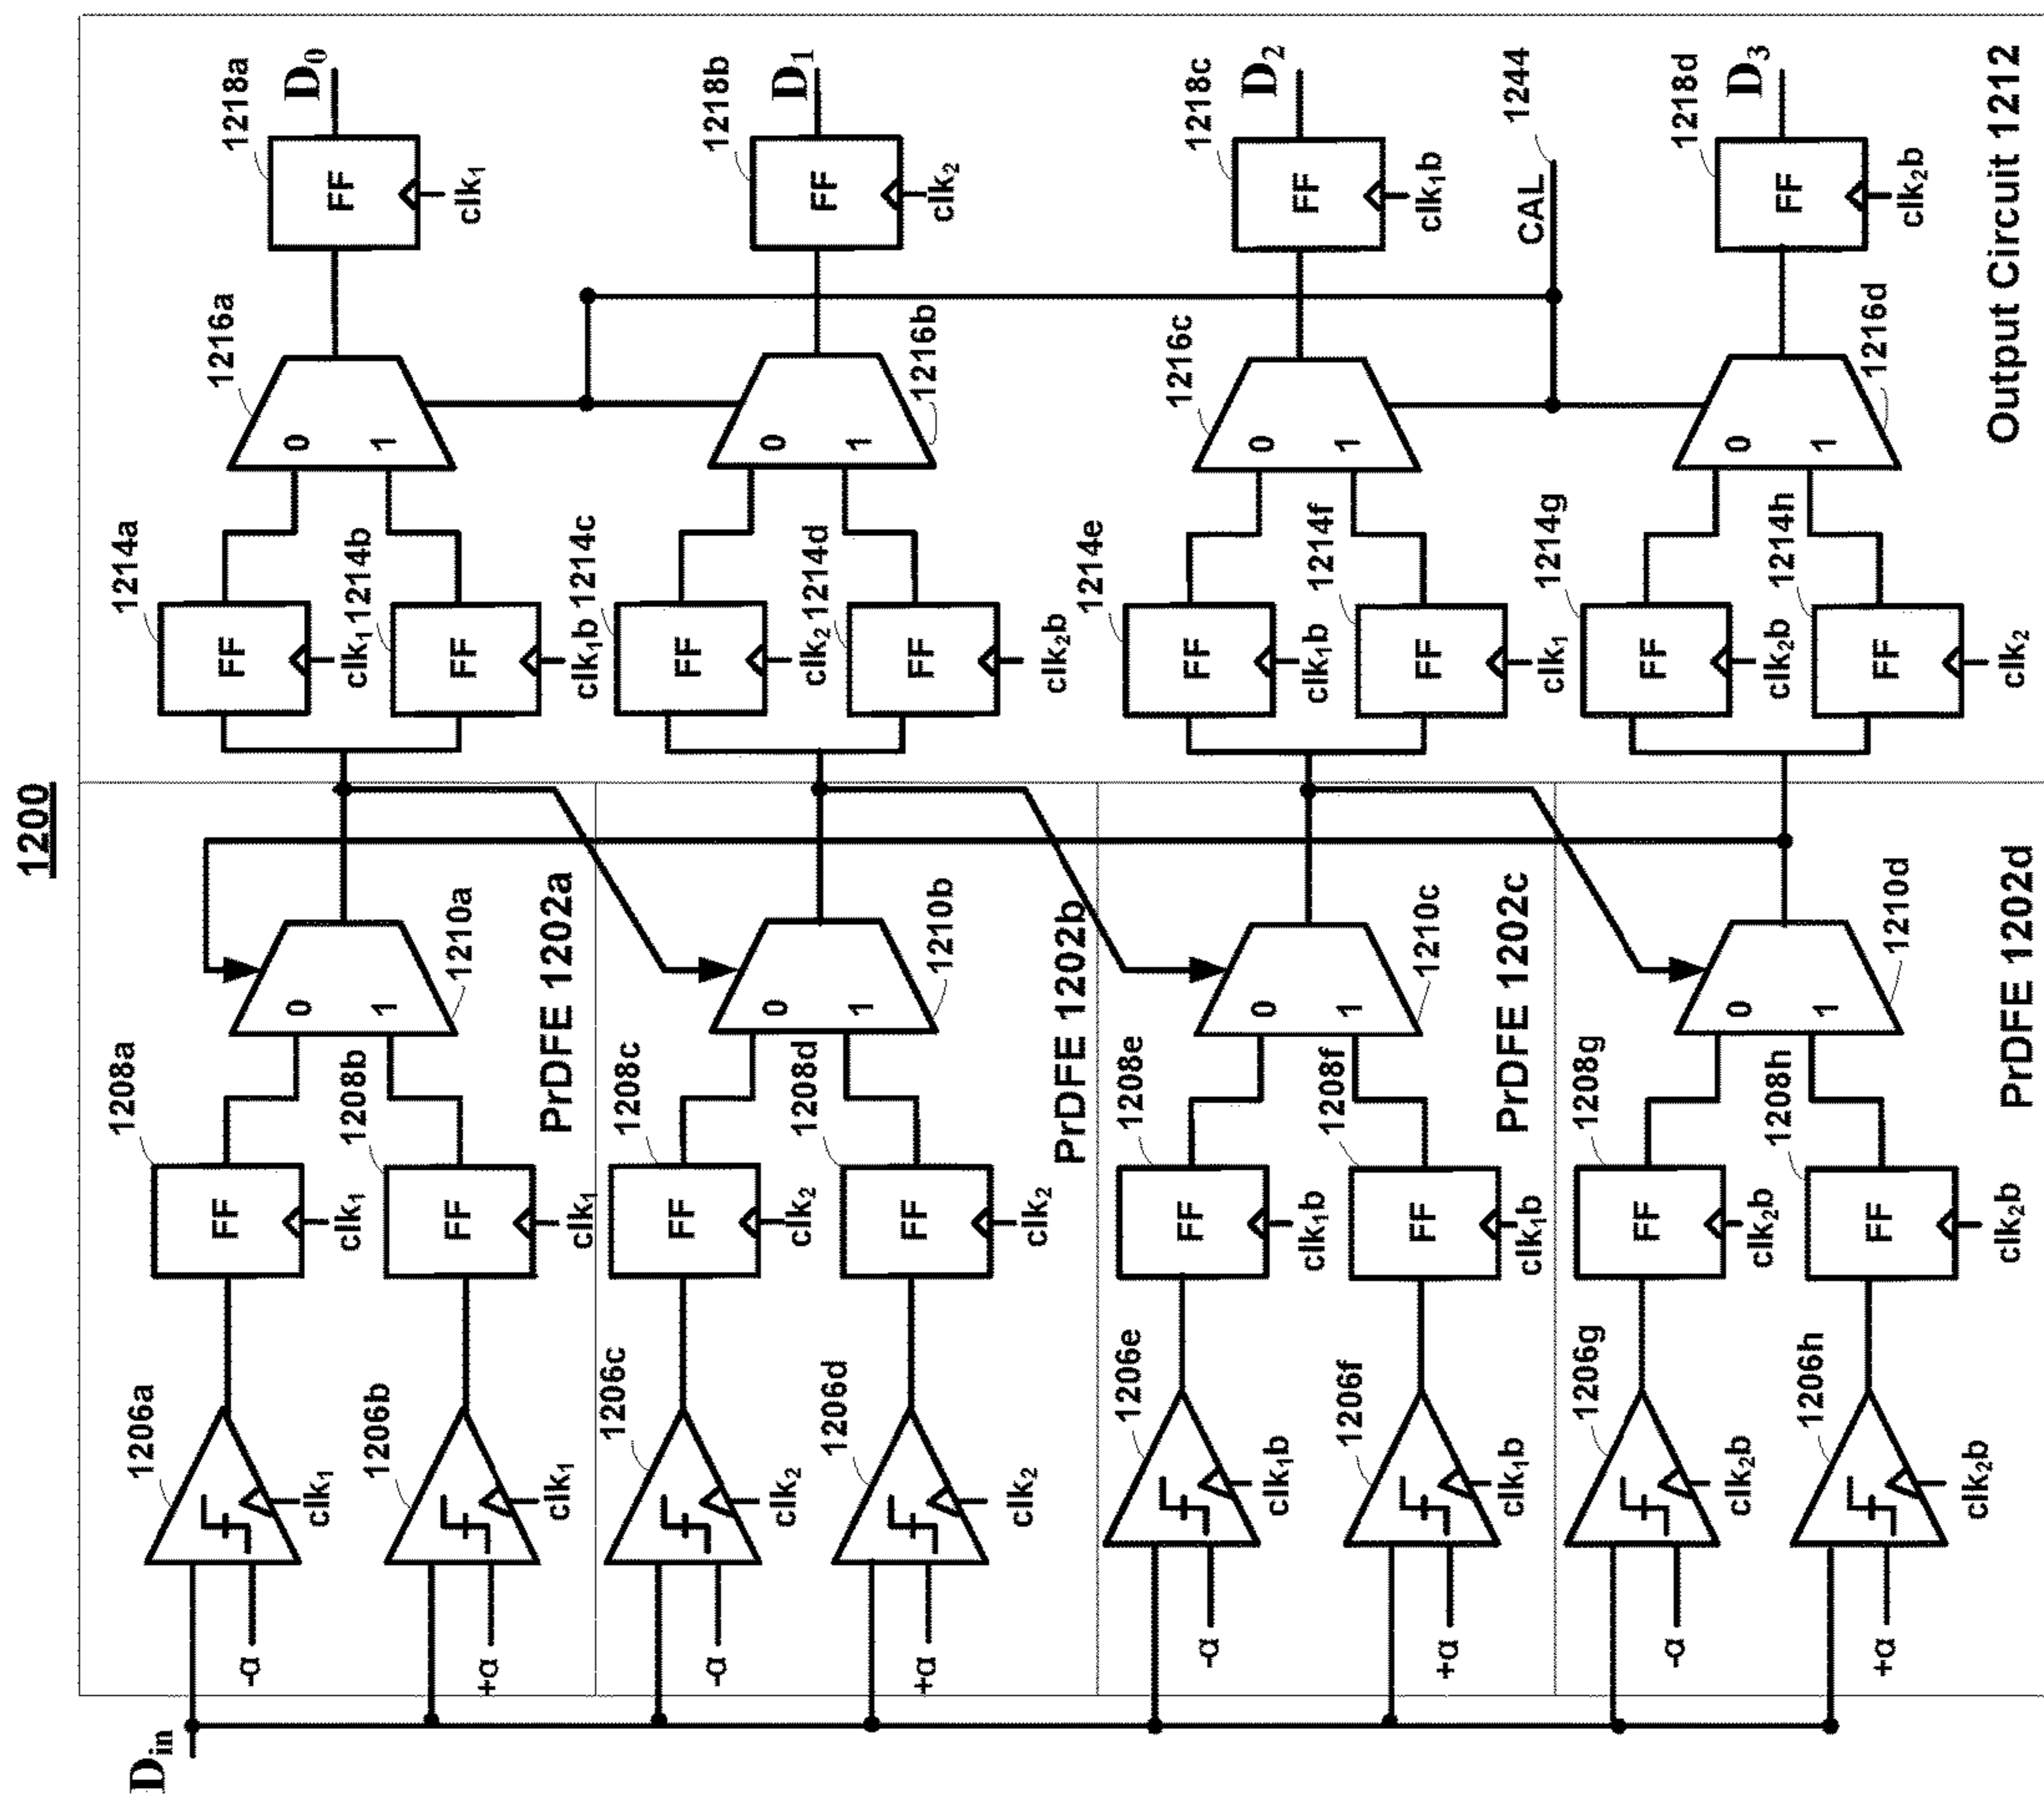 1200
D₀
1218a
FF
clk₁
D₁
1218b
FF
clk₂
D₂
1218c
FF
clk₁b
1244
CAL
D₃
1218d
FF
clk₂b
Output Circuit 1212
1216a
0
1
1216b
0
1
1216c
0
1
1216d
0
1
1214a
FF
clk₁
1214b
FF
clk₁b
1214c
FF
clk₂
1214d
FF
clk₂b
1214e
FF
clk₁b
1214f
FF
clk₁
1214g
FF
clk₂b
1214h
FF
clk₂
1210a
0
1
PrDFE 1202a
1210b
0
1
PrDFE 1202b
1210c
0
1
PrDFE 1202c
1210d
0
1
PrDFE 1202d
1208a
FF
clk₁
1208b
FF
clk₁
1208c
FF
clk₂
1208d
FF
clk₂
1208e
FF
clk₁b
1208f
FF
clk₁b
1208g
FF
clk₂b
1208h
FF
clk₂b
1206a
clk₁
-α
1206b
clk₁
+α
1206c
clk₂
-α
1206d
clk₂
+α
1206e
clk₁b
-α
1206f
clk₁b
+α
1206g
clk₂b
-α
1206h
clk₂b
+α
Dᵢₙ